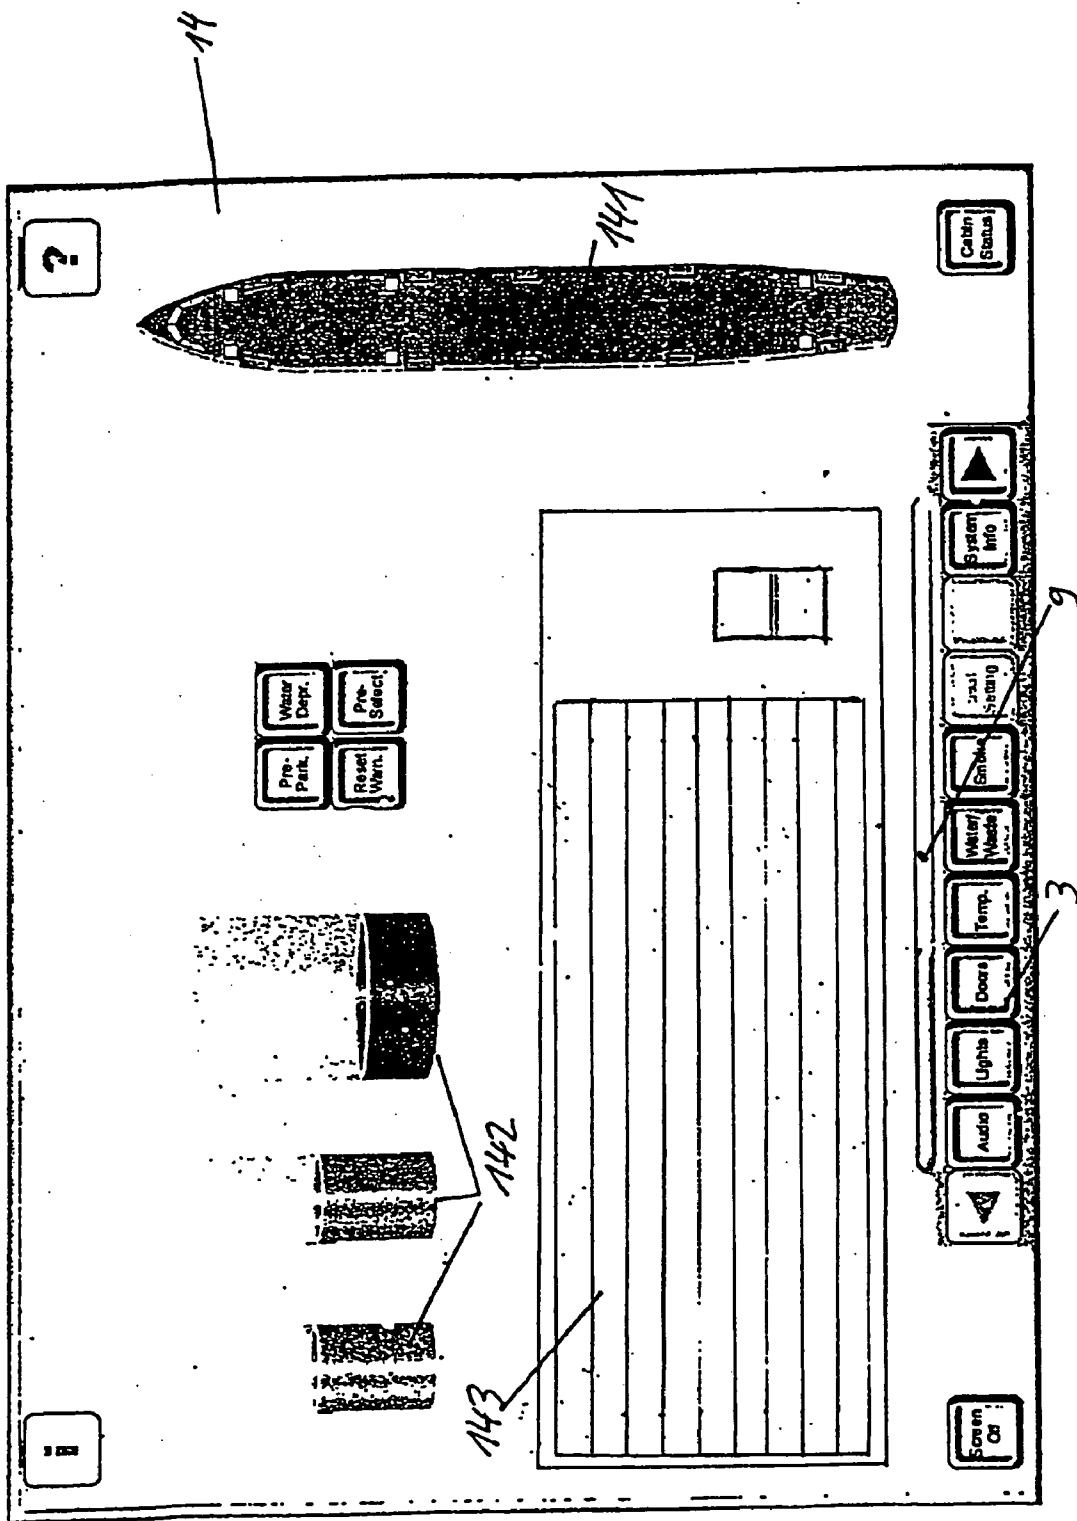 14
!
?
Pre-
Park.
Water
Depr.
Reset
Warn.
Pre-
Select
141
142
143
Screen
Off
Audio
Lights
Doors
Temp.
Water/
Waste
Smoke
Setting
System
Info
Cabin
Status
3
9